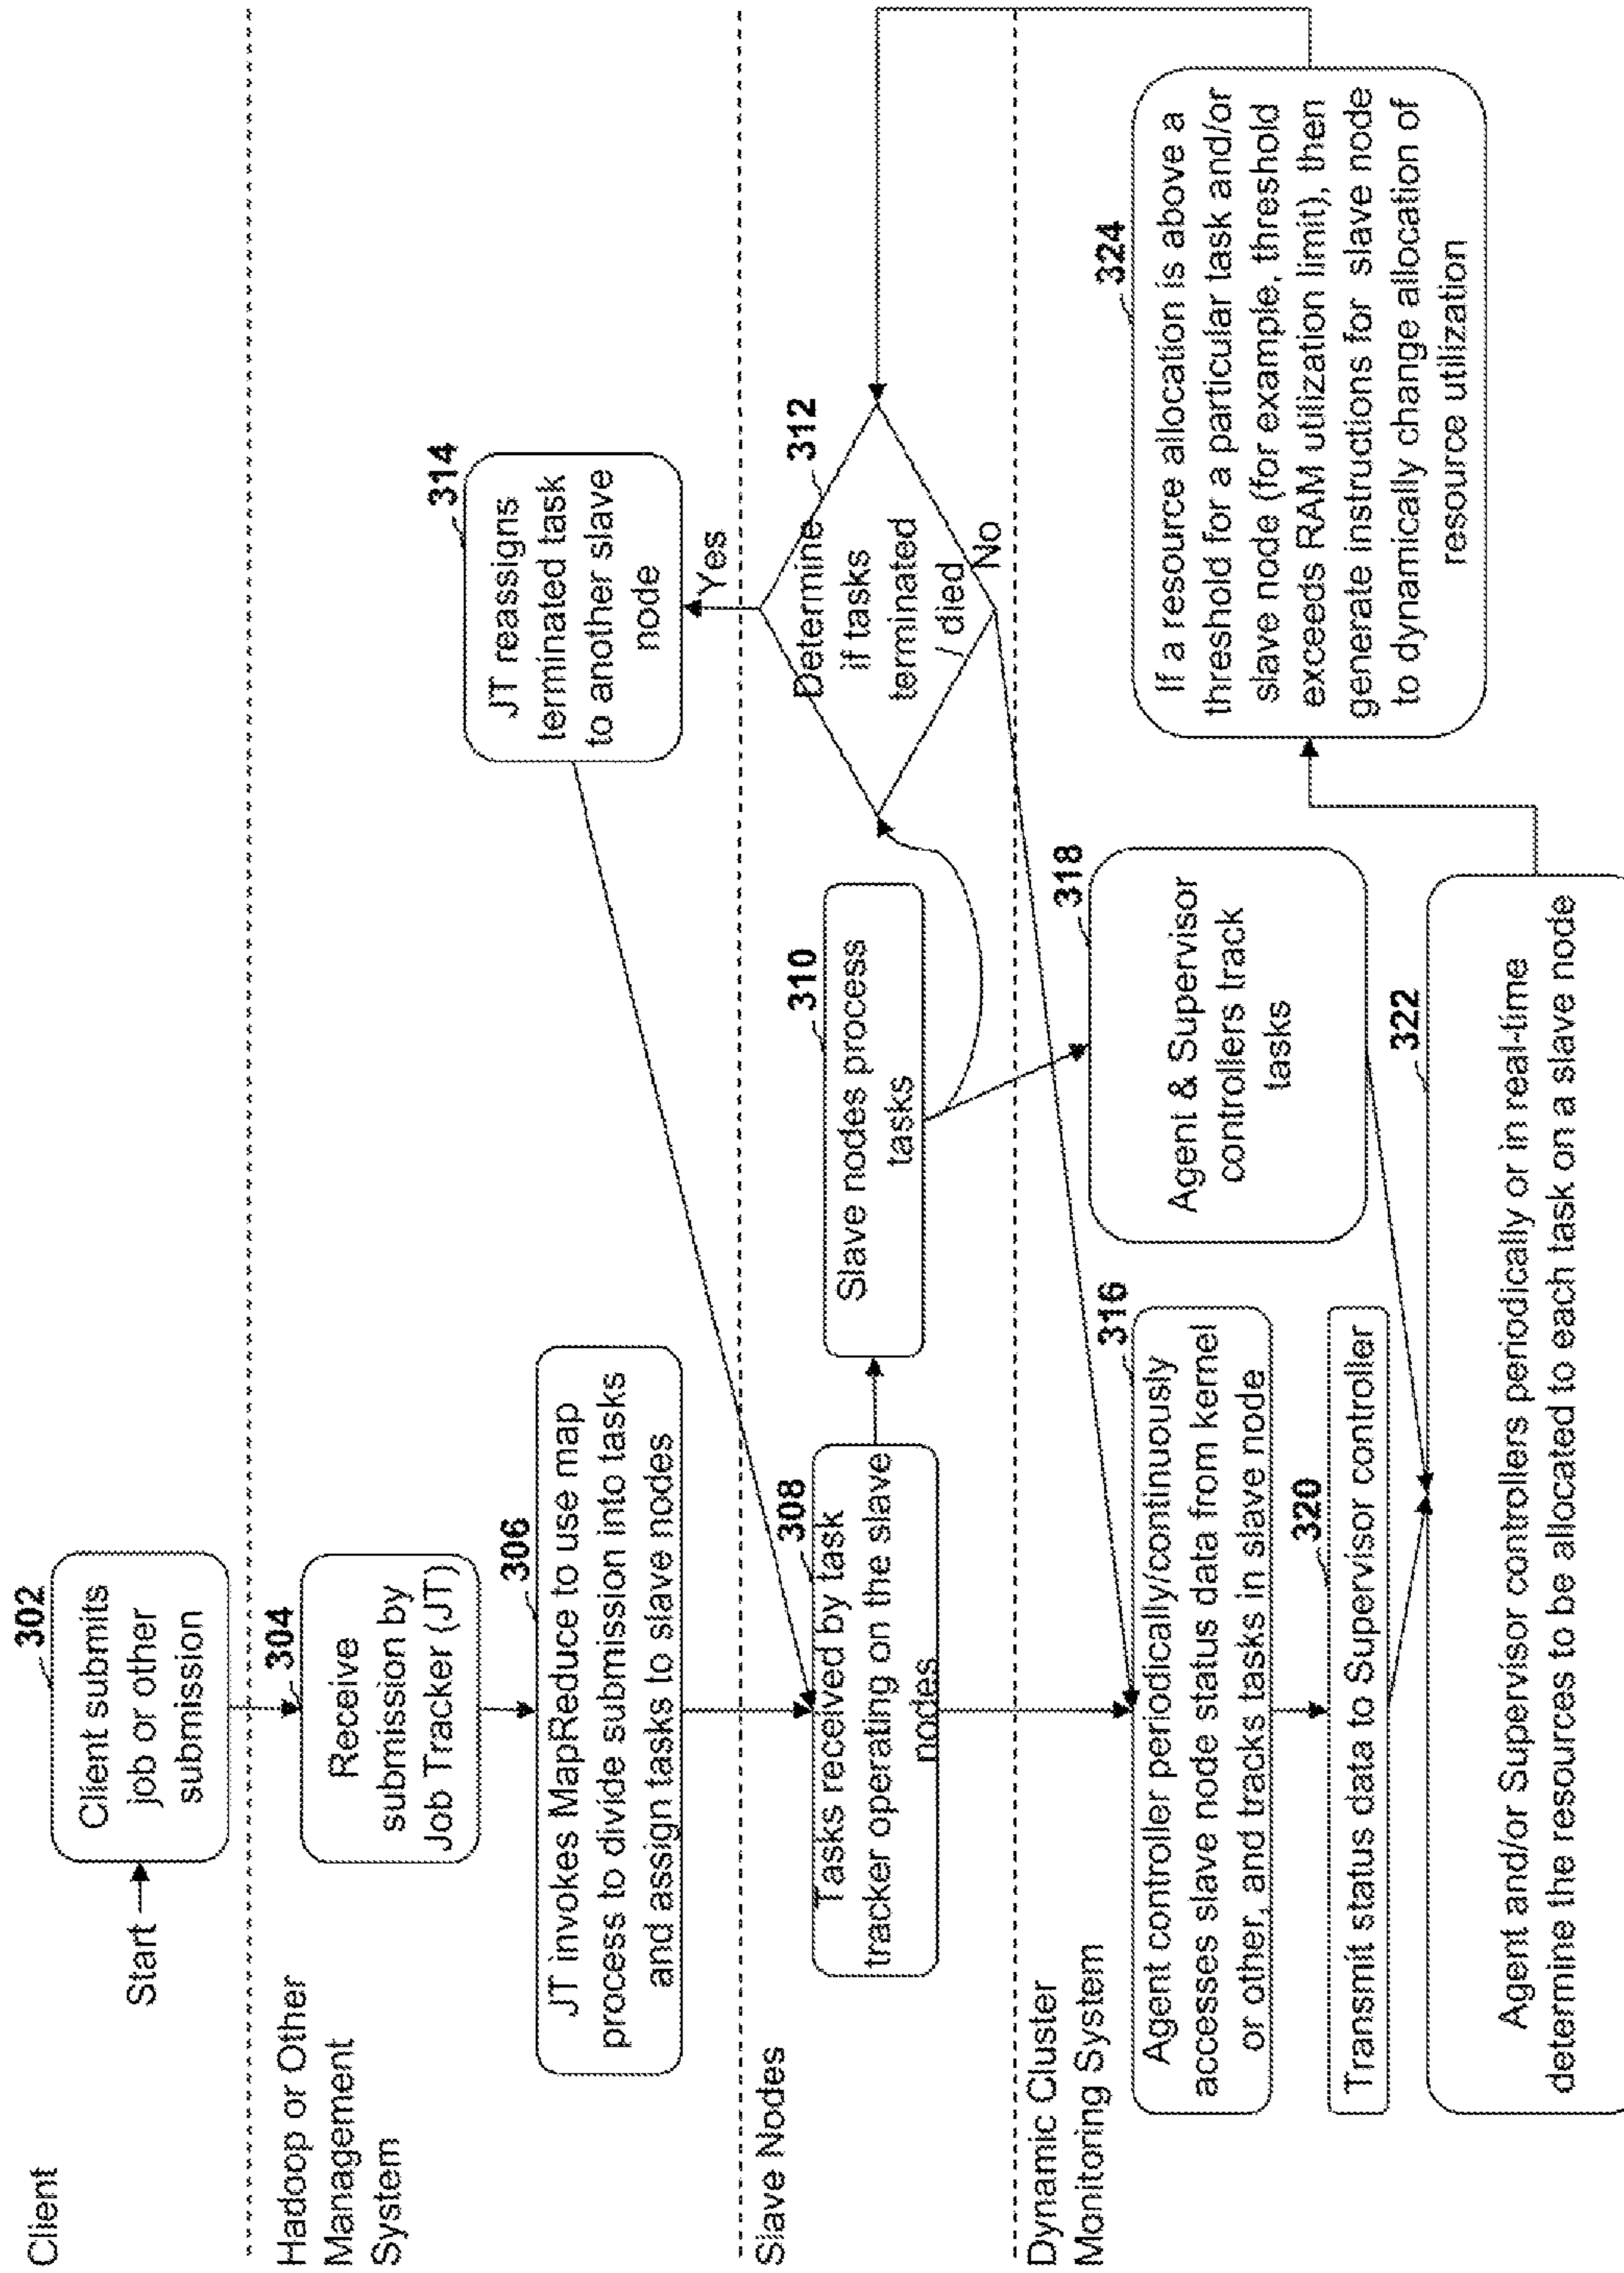 Client
Start
302
Client submits
job or other
submission
Hadoop or Other
Management
System
304
Receive
submission by
Job Tracker (JT)
306
JT invokes MapReduce to use map
process to divide submission into tasks
and assign tasks to slave nodes
314
JT reassigns
terminated task
to another slave
node
Slave Nodes
308
Tasks received by task
tracker operating on the slave
nodes
310
Slave nodes process
tasks
312
Determine
if tasks
terminated
died
Yes
No
Dynamic Cluster
Monitoring System
316
Agent controller periodically/continuously
accesses slave node status data from kernel
or other, and tracks tasks in slave node
318
Agent & Supervisor
controllers track
tasks
320
Transmit status data to Supervisor controller
322
Agent and/or Supervisor controllers periodically or in real-time
determine the resources to be allocated to each task on a slave node
324
If a resource allocation is above a
threshold for a particular task and/or
slave node (for example, threshold
exceeds RAM utilization limit), then
generate instructions for slave node
to dynamically change allocation of
resource utilization